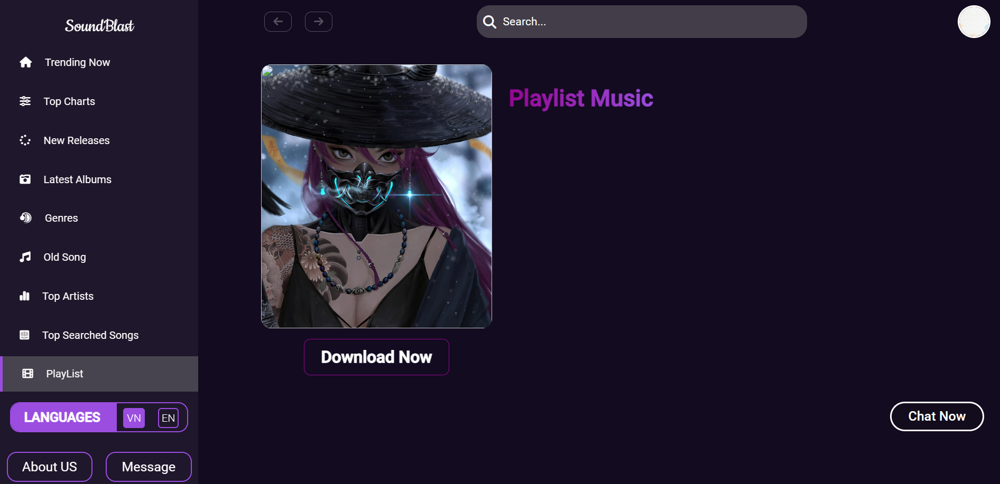 SoundBlast
Search...
Trending Now
Top Charts
New Releases
Latest Albums
Genres
Old Song
Top Artists
Top Searched Songs
PlayList
LANGUAGES VN EN
About US Message
Playlist Music
Download Now
Chat Now